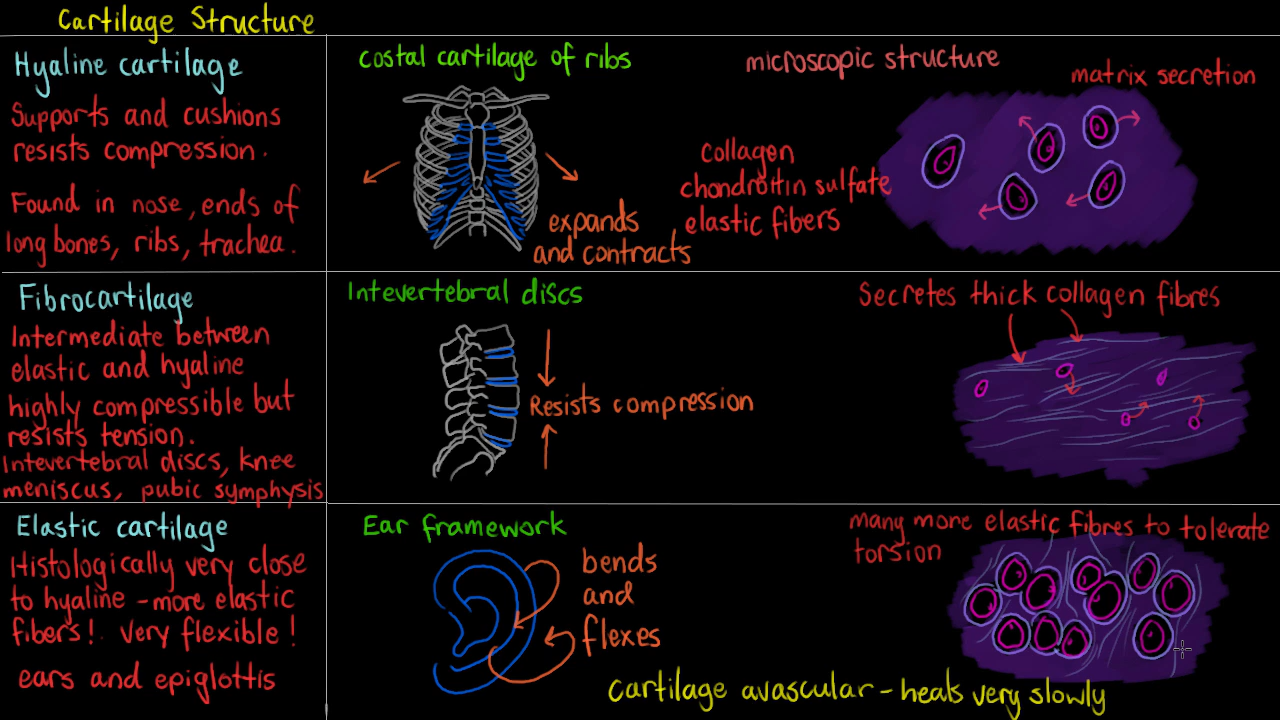 Cartilage Structure
Hyaline cartilage
Supports and cushions
resists compression.
Found in nose, ends of
long bones, ribs, trachea.
costal cartilage of ribs
expands
and contracts
microscopic structure
matrix secretion
Collagen
chondroitin sulfate
elastic fibers
Fibrocartilage
Intermediate between
elastic and hyaline
highly compressible but
resists tension.
Intevertebral discs, knee
meniscus, pubic symphysis
Intevertebral discs
Resists compression
Secretes thick collagen fibres
Elastic cartilage
Histologically very close
to hyaline - more elastic
fibers! Very flexible!
ears and epiglottis
Ear framework
bends
and
flexes
many more elastic fibres to tolerate
torsion
Cartilage avascular - heals very slowly